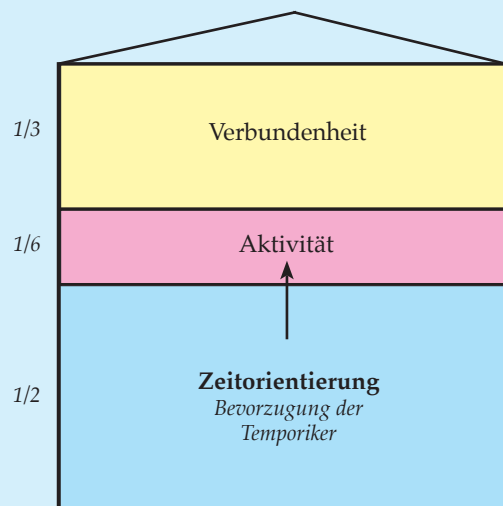 1/3
Verbundenheit
1/6
Aktivität
1/2
Zeitorientierung
Bevorzugung der
Temporiker